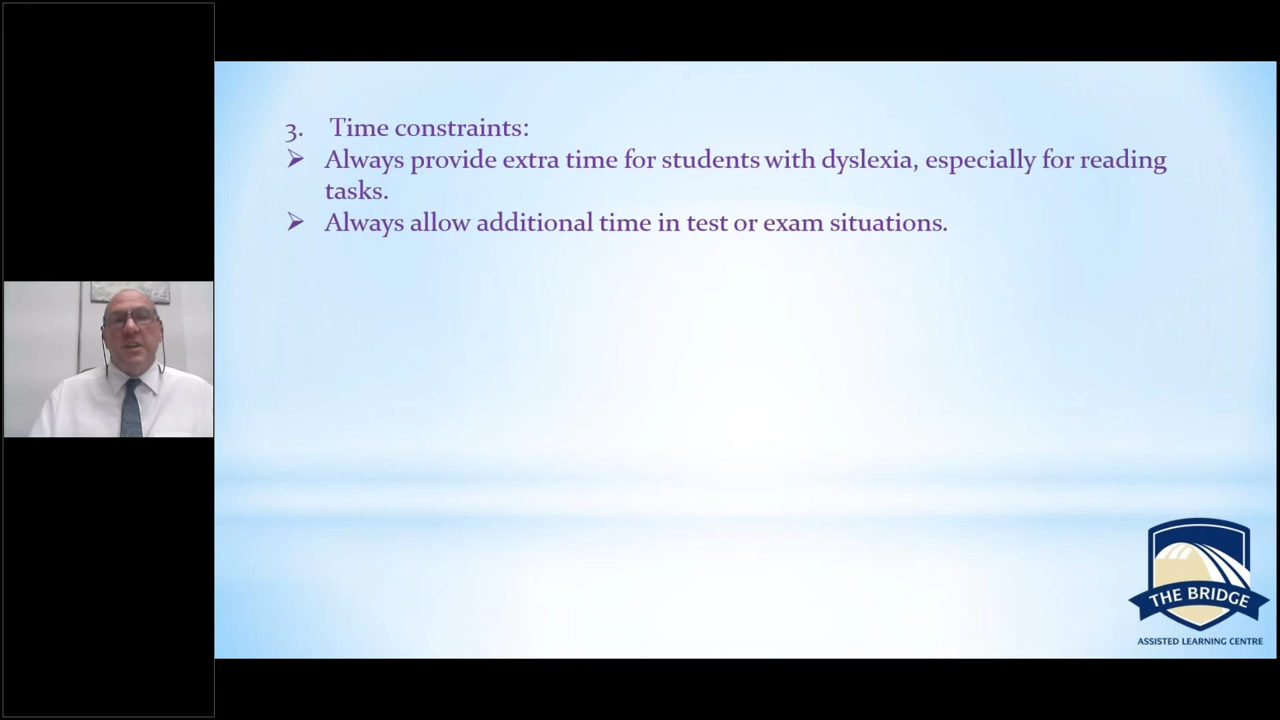 3. Time constraints:
➢ Always provide extra time for students with dyslexia, especially for reading
tasks.
➢ Always allow additional time in test or exam situations.
THE BRIDGE
ASSISTED LEARNING CENTRE